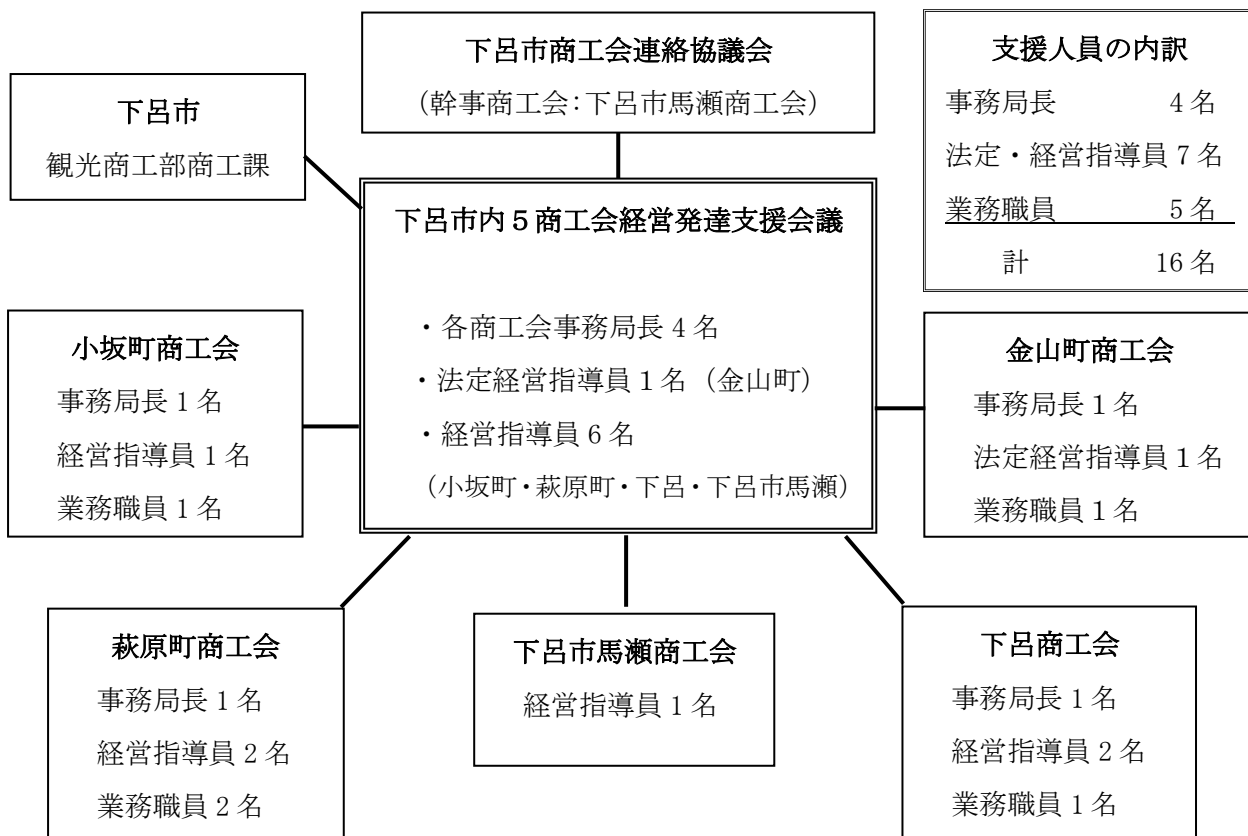 下呂市商工会連絡協議会
（幹事商工会：下呂市馬瀬商工会）
支援人員の内訳
事務局長 4名
法定・経営指導員 7名
業務職員 5名
計 16名
下呂市
観光商工部商工課
下呂市内５商工会経営発達支援会議
・各商工会事務局長 4名
・法定経営指導員１名（金山町）
・経営指導員 6名
（小坂町・萩原町・下呂・下呂市馬瀬）
小坂町商工会
事務局長 1名
経営指導員 1名
業務職員 1名
金山町商工会
事務局長１名
法定経営指導員１名
業務職員１名
萩原町商工会
事務局長 1名
経営指導員 2名
業務職員 2名
下呂市馬瀬商工会
経営指導員 1名
下呂商工会
事務局長 1名
経営指導員 2名
業務職員 1名